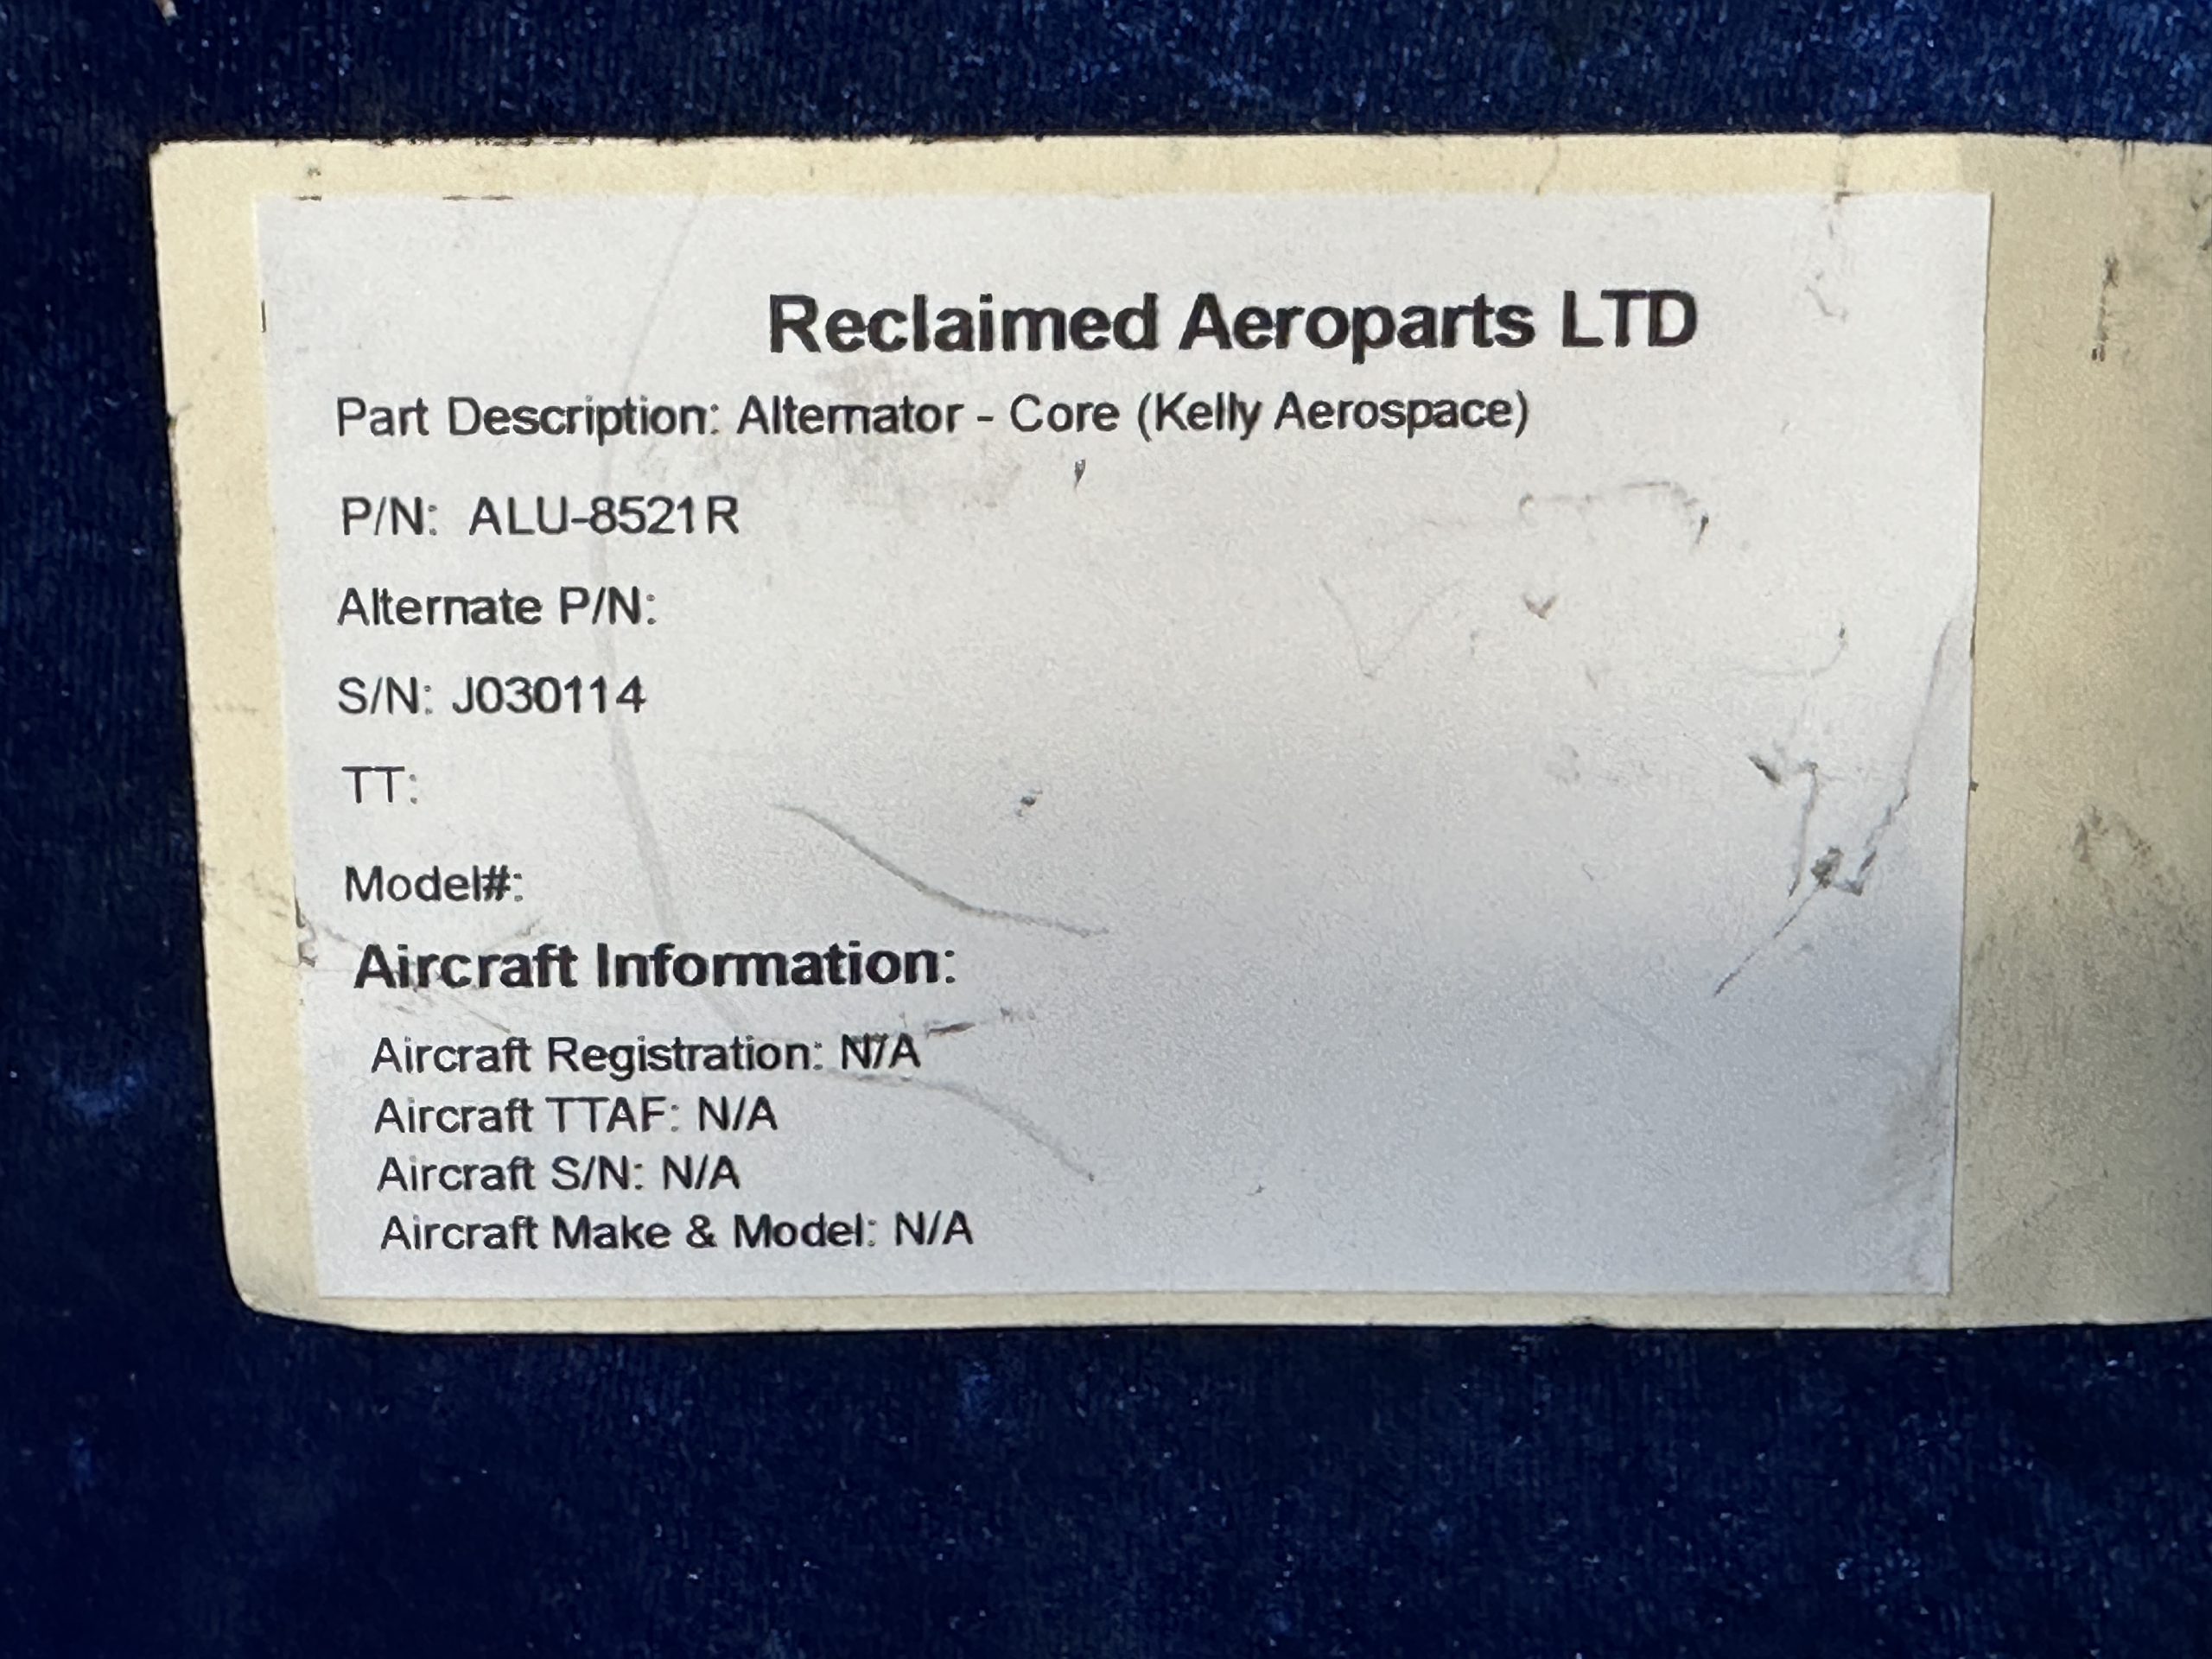 Reclaimed Aeroparts LTD
Part Description: Alternator - Core (Kelly Aerospace)
P/N: ALU-8521R
Alternate P/N:
S/N: J030114
TT:
Model#:
Aircraft Information:
Aircraft Registration: N/A
Aircraft TTAF: N/A
Aircraft S/N: N/A
Aircraft Make & Model: N/A